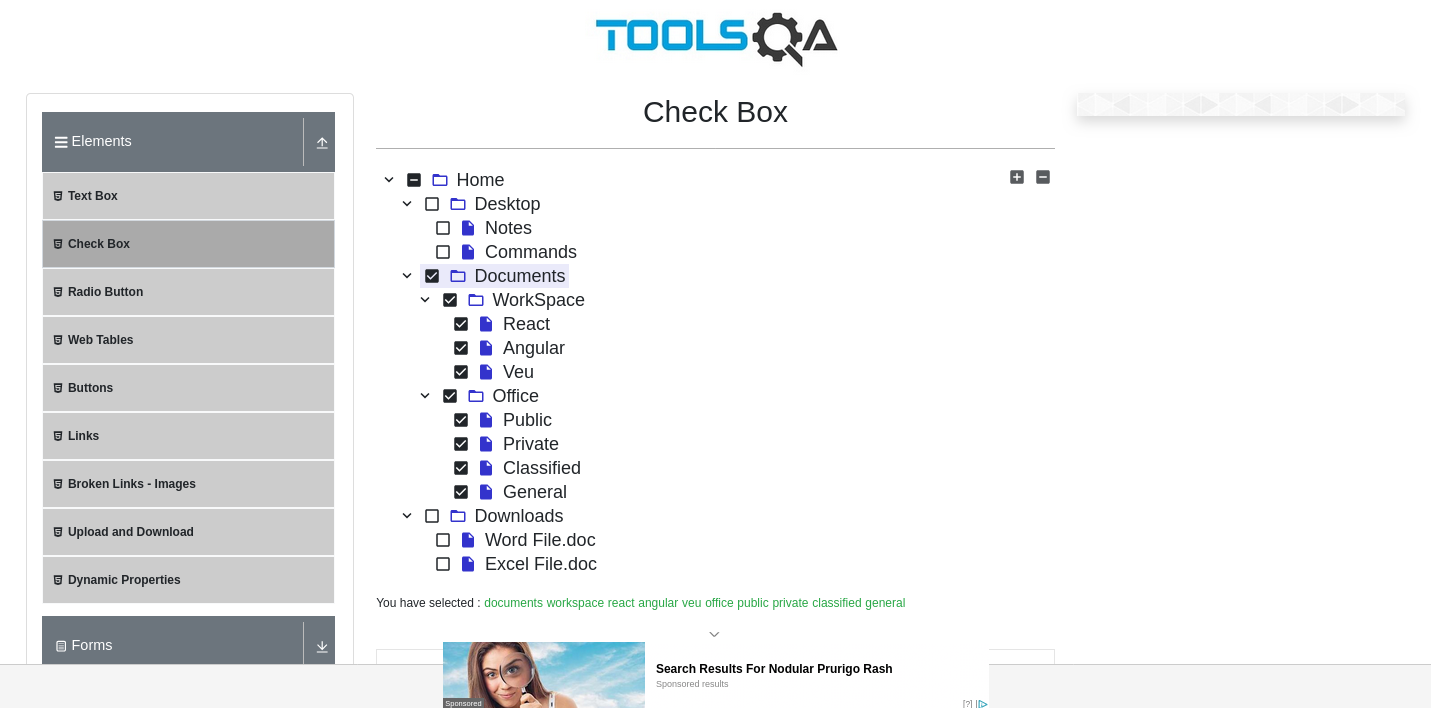 TOOLSQA
Elements
Text Box
Check Box
Radio Button
Web Tables
Buttons
Links
Broken Links - Images
Upload and Download
Dynamic Properties
Forms
Check Box
Home
Desktop
Notes
Commands
Documents
WorkSpace
React
Angular
Veu
Office
Public
Private
Classified
General
Downloads
Word File.doc
Excel File.doc
You have selected : documents workspace react angular veu office public private classified general
Search Results For Nodular Prurigo Rash
Sponsored results
Sponsored
[?]